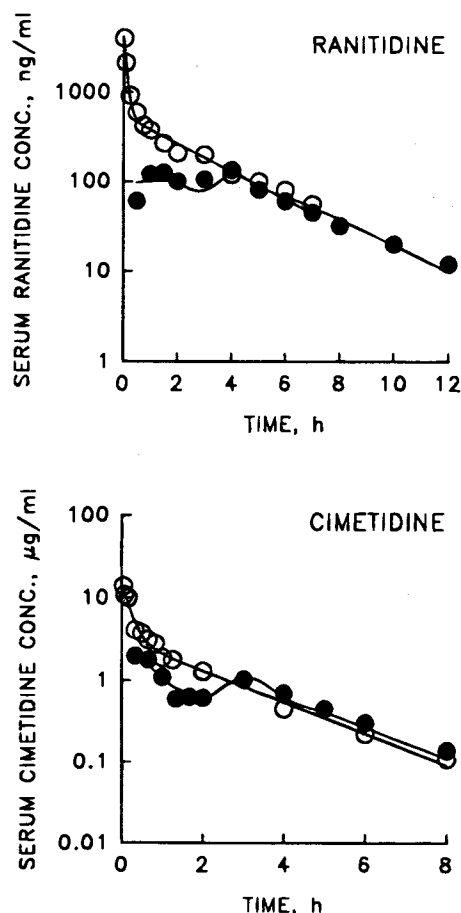 RANITIDINE
SERUM RANITIDINE CONC., ng/ml
1000
100
10
1
0 2 4 6 8 10 12
TIME, h
CIMETIDINE
SERUM CIMETIDINE CONC., μg/ml
100
10
1
0.1
0.01
0 2 4 6 8
TIME, h